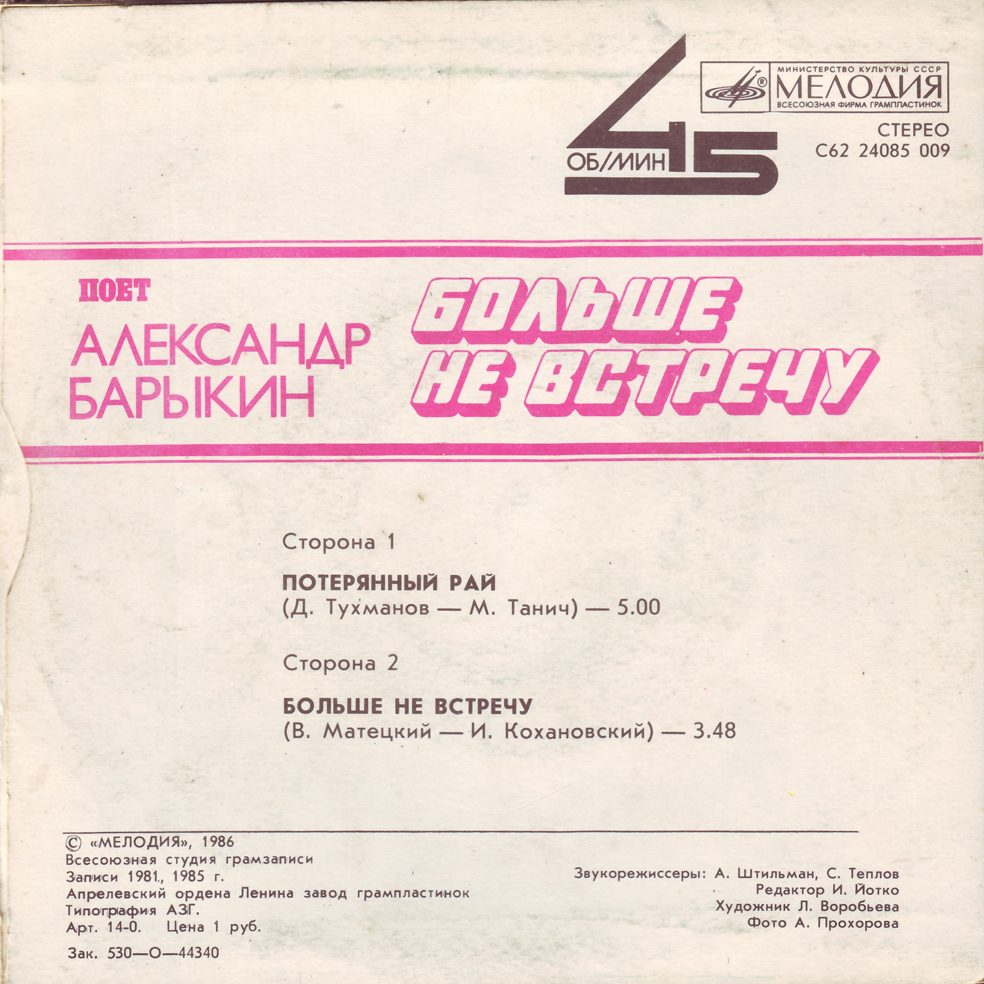 45
ОБ/МИН
МИНИСТЕРСТВО КУЛЬТУРЫ СССР
МЕЛОДИЯ
ВСЕСОЮЗНАЯ ФИРМА ГРАМПЛАСТИНОК
СТЕРЕО
С62 24085 009
ПОЕТ
АЛЕКСАНДР
БАРЫКИН
БОЛЬШЕ
НЕ ВСТРЕЧУ
Сторона 1
ПОТЕРЯННЫЙ РАЙ
(Д. Тухманов — М. Танич) — 5.00
Сторона 2
БОЛЬШЕ НЕ ВСТРЕЧУ
(В. Матецкий — И. Кохановский) — 3.48
© «МЕЛОДИЯ», 1986
Всесоюзная студия грамзаписи
Записи 1981, 1985 г.
Апрелевский ордена Ленина завод грампластинок
Типография АЗГ.
Арт. 14-0. Цена 1 руб.
Зак. 530—О—44340
Звукорежиссеры: А. Штильман, С. Теплов
Редактор И. Йотко
Художник Л. Воробьева
Фото А. Прохорова